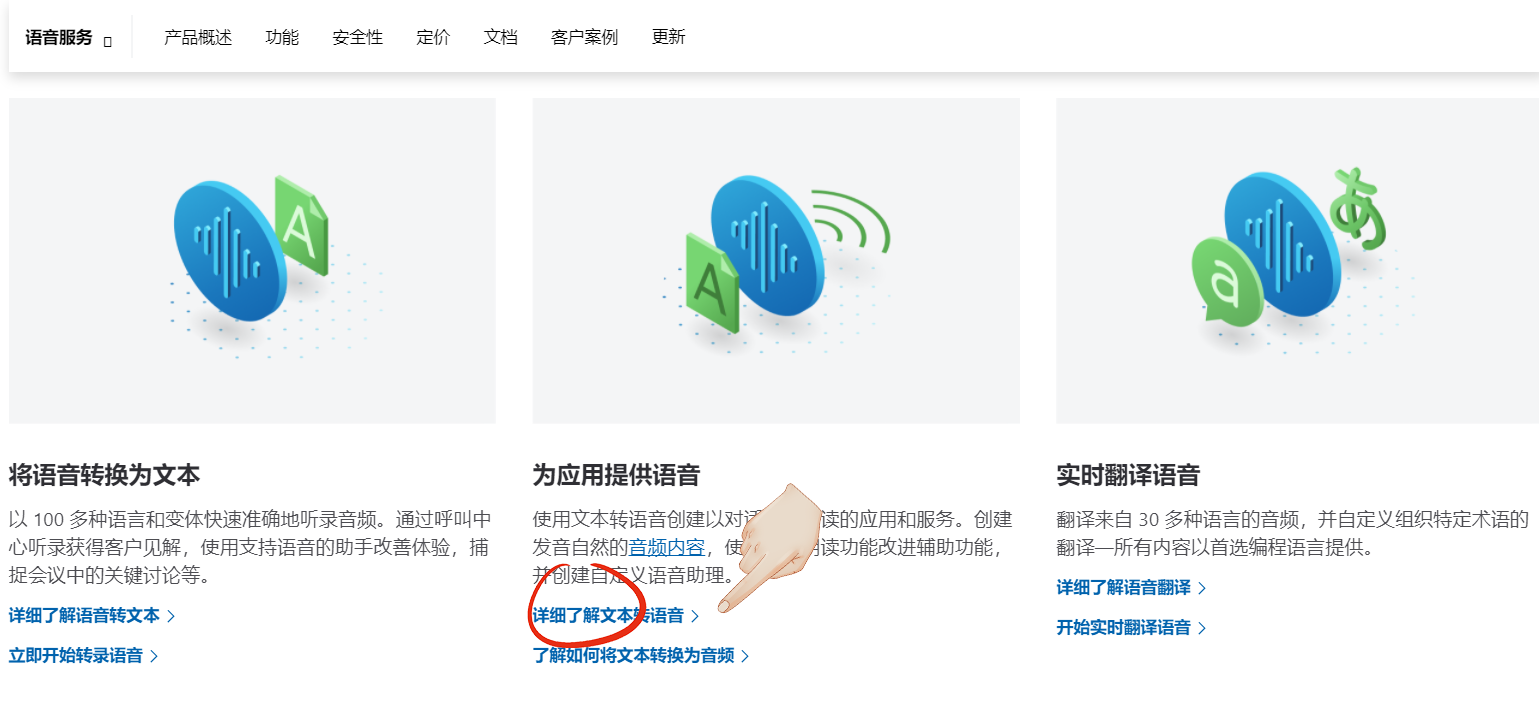 语音服务 产品概述 功能 安全性 定价 文档 客户案例 更新
将语音转换为文本
以 100 多种语言和变体快速准确地听录音频。通过呼叫中
心听录获得客户见解，使用支持语音的助手改善体验，捕
捉会议中的关键讨论等。
详细了解语音转文本
立即开始转录语音
为应用提供语音
使用文本转语音创建以对话 读的应用和服务。创建
发音自然的音频内容，使 朗读功能改进辅助功能，
并创建自定义语音助理。
详细了解文本转语音
了解如何将文本转换为音频
实时翻译语音
翻译来自 30 多种语言的音频，并自定义组织特定术语的
翻译—所有内容以首选编程语言提供。
详细了解语音翻译
开始实时翻译语音